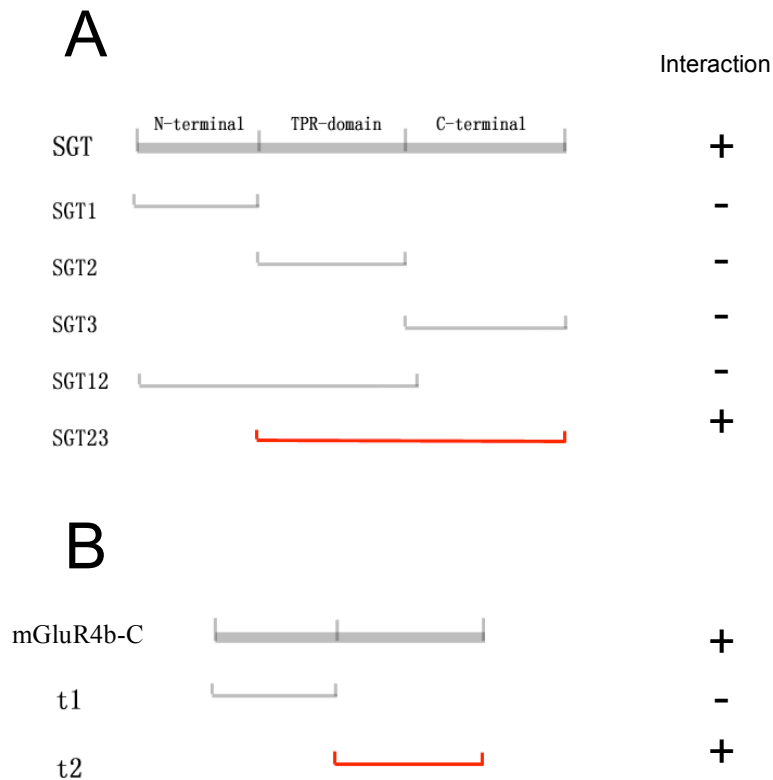 A
Interaction
N-terminal TPR-domain C-terminal
SGT +
SGT1 -
SGT2 -
SGT3 -
SGT12 -
SGT23 +
B
mGluR4b-C +
t1 -
t2 +